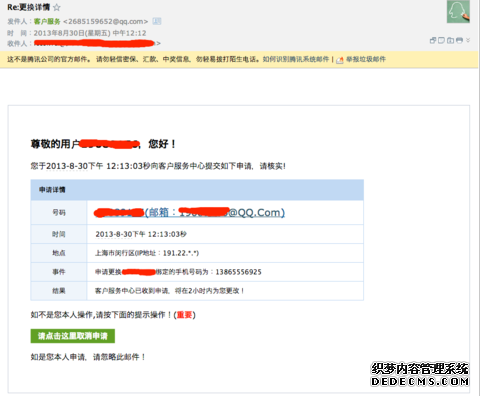 Re:更换详情
发件人：客户服务 <2685159652@qq.com>
时 间：2013年8月30日(星期五) 中午12:12
收件人：
这不是腾讯公司的官方邮件。 请勿轻信密保、汇款、中奖信息，勿轻易拨打陌生电话。如何识别腾讯系统邮件 | 举报垃圾邮件
尊敬的用户 ，您好！
您于2013-8-30下午 12:13:03秒向客户服务中心提交如下申请，请核实!
申请详情
号码 (邮箱：19 @QQ.Com)
时间 2013-8-30下午 12:13:03秒
地点 上海市闵行区(IP地址：191.22.*.*)
事件 申请更换 绑定的手机号码为：13865556925
结果 客户服务中心已收到申请，将在2小时内为您更改！
如不是您本人操作,请按下面的提示操作！(重要)
请点击这里取消申请
如是您本人申请，请忽略此邮件！
织梦内容管理系统
DEDECMS.COM